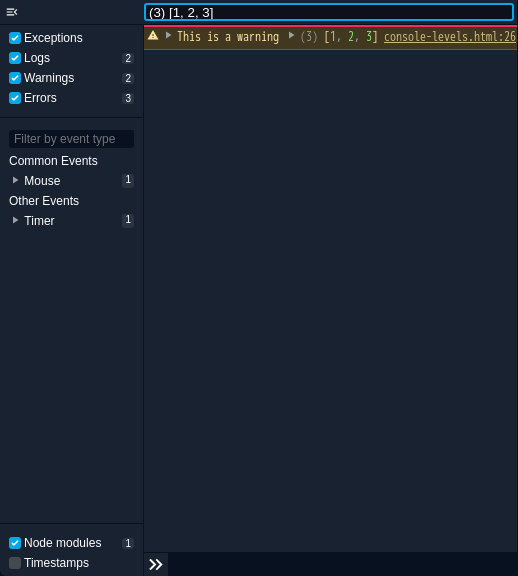 (3) [1, 2, 3]
Exceptions
Logs 2
Warnings 2
Errors 3
Filter by event type
Common Events
Mouse 1
Other Events
Timer 1
Node modules 1
Timestamps
This is a warning (3) [1, 2, 3] console-levels.html:26